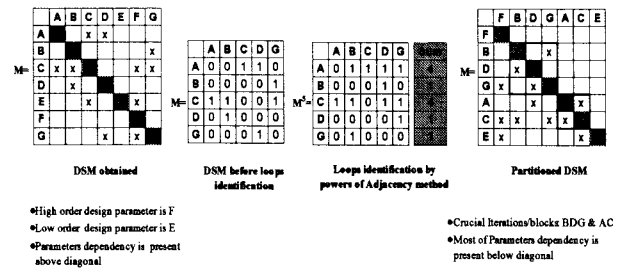 A B C D E F G
A x x
B x
C x x x x
D x
E x x
F
G x x
M=
A B C D G
A 0 0 1 1 0
B 0 0 0 0 1
C 1 1 0 0 1
D 0 1 0 0 0
G 0 0 0 1 0
M=
A B C D G
A 0 1 1 1 1
B 0 0 0 1 0
C 1 1 0 1 1
D 0 1 0 0 0
G 0 0 0 0 1
M⁵=
F B D G A C E
F
B x
D x
G x x
A x x
C x x x x
E x x
M=
DSM obtained
DSM before loops
identification
Loops identification by
powers of Adjacency method
Partitioned DSM
•High order design parameter is F
•Low order design parameter is E
•Parameters dependency is present
above diagonal
•Crucial Iterations/blocks BDG & AC
•Most of Parameters dependency is
present below diagonal